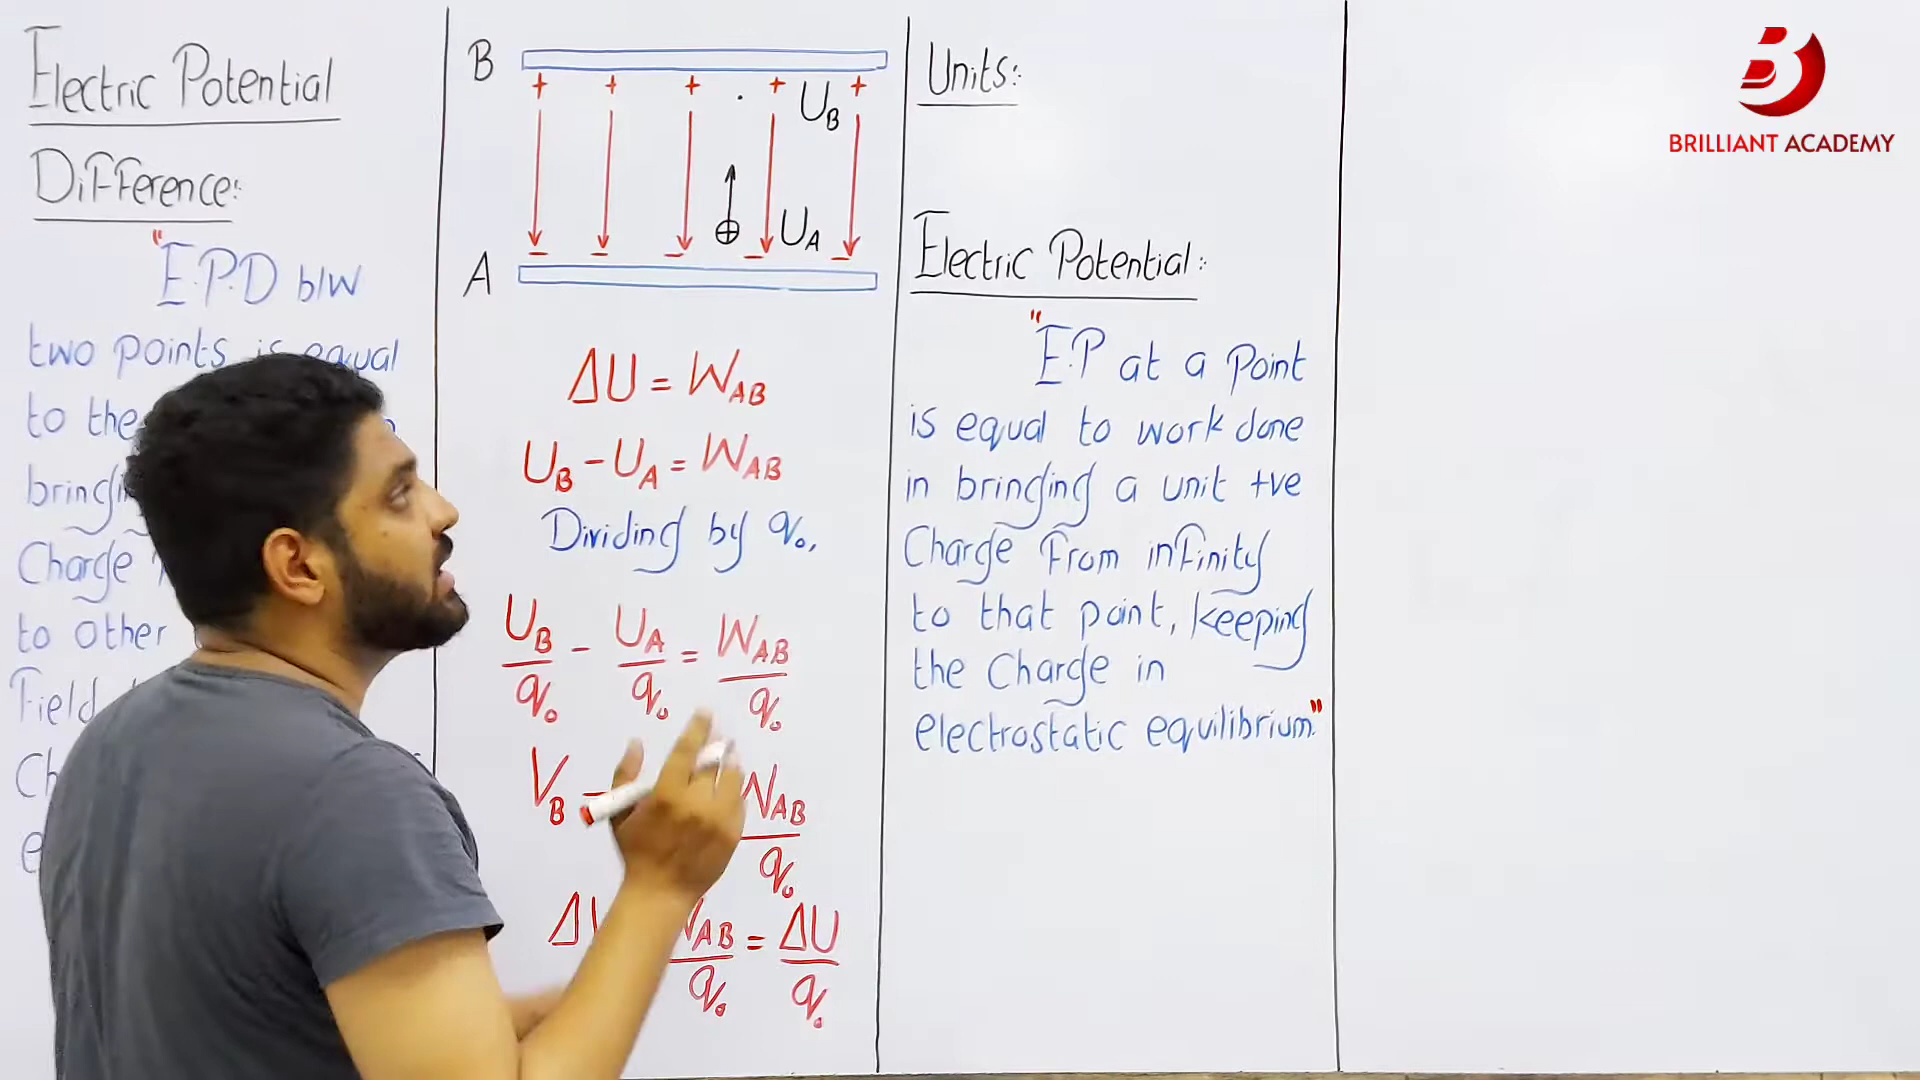 Electric Potential
Difference:
"E.P.D b/w
two points is equal
to the
Charge
to other
Field
B
+ + + + +
U_B
U_A
- - - - -
A
ΔU = W_AB
U_B - U_A = W_AB
Dividing by q₀,
U_B/q₀ - U_A/q₀ = W_AB/q₀
V_B - W_AB/q₀
W_AB/q₀ = ΔU/q₀
Units:
Electric Potential:
"E.P at a point
is equal to work done
in bringing a unit +ve
Charge From infinity
to that point, keeping
the Charge in
electrostatic equilibrium."
B
BRILLIANT ACADEMY